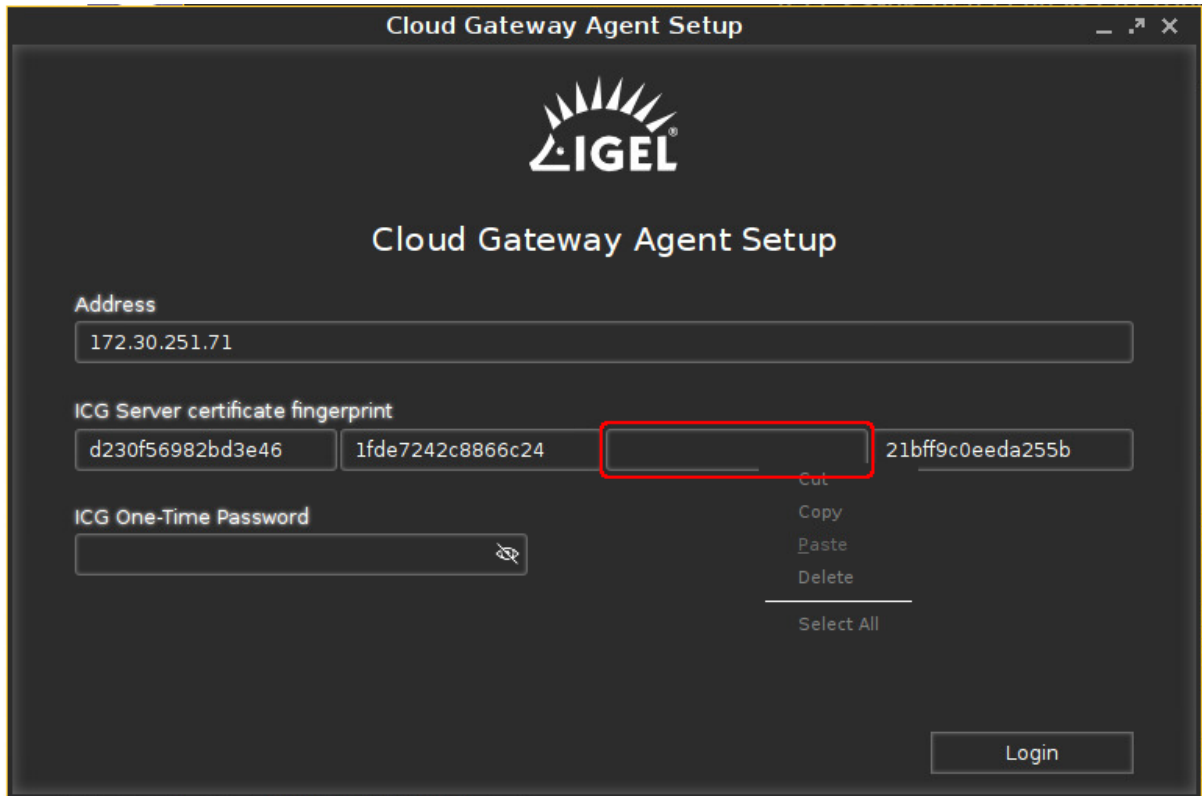 Cloud Gateway Agent Setup
IGEL®
Cloud Gateway Agent Setup
Address
172.30.251.71
ICG Server certificate fingerprint
d230f56982bd3e46 1fde7242c8866c24 21bff9c0eeda255b
ICG One-Time Password
Cut
Copy
Paste
Delete
Select All
Login